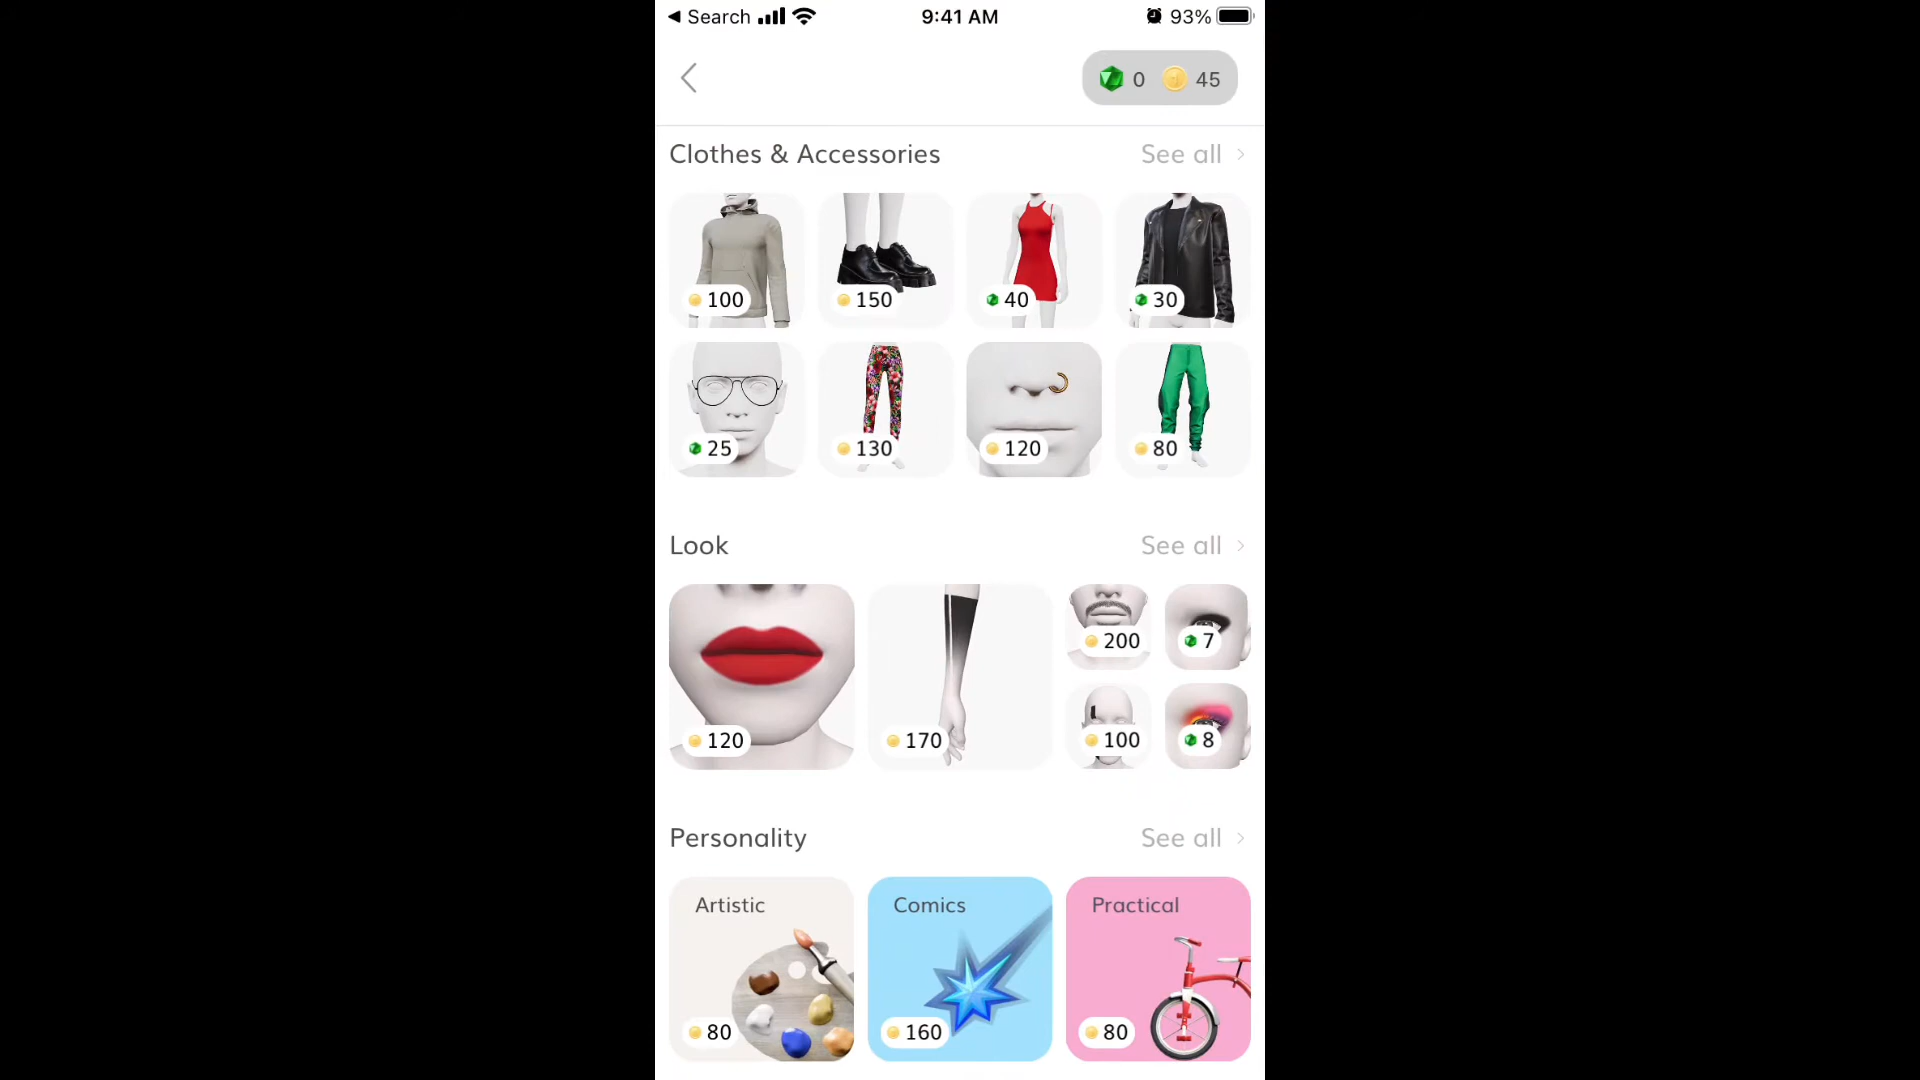 Search 9:41 AM 93%
0 45
Clothes & Accessories See all
100 150 40 30
25 130 120 80
Look See all
200 7
120 170 100 8
Personality See all
Artistic Comics Practical
80 160 80